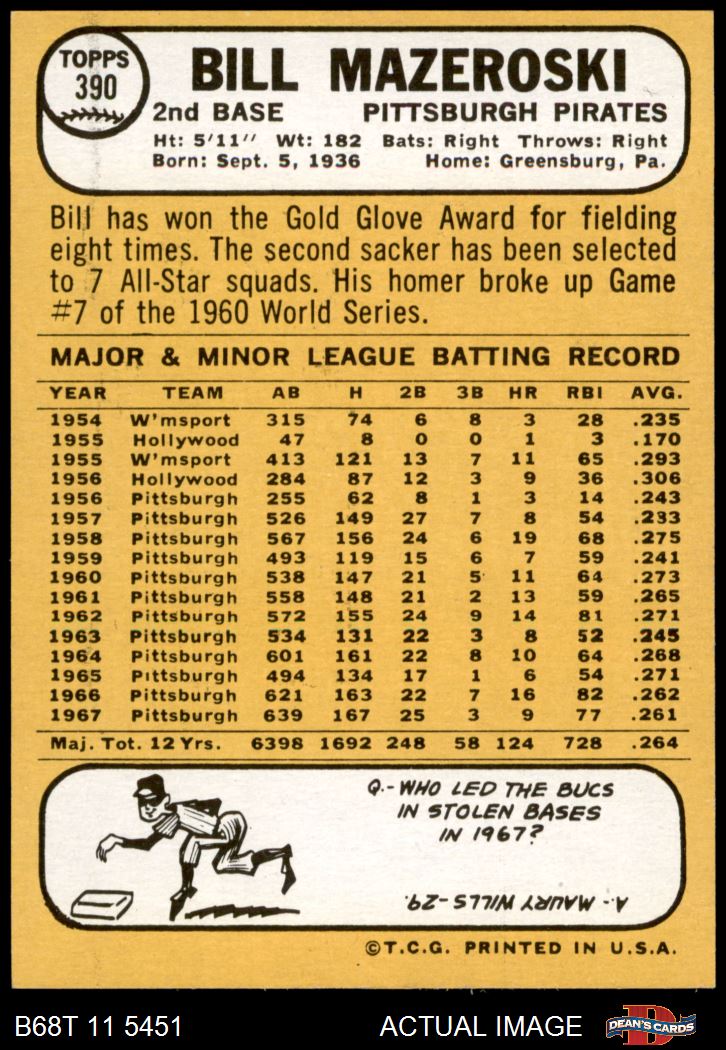 TOPPS
390
BILL MAZEROSKI
2nd BASE PITTSBURGH PIRATES
Ht: 5'11" Wt: 182 Bats: Right Throws: Right
Born: Sept. 5, 1936 Home: Greensburg, Pa.
Bill has won the Gold Glove Award for fielding
eight times. The second sacker has been selected
to 7 All-Star squads. His homer broke up Game
#7 of the 1960 World Series.
MAJOR & MINOR LEAGUE BATTING RECORD
YEAR TEAM AB H 2B 3B HR RBI AVG.
1954 W'msport 315 74 6 8 3 28 .235
1955 Hollywood 47 8 0 0 1 3 .170
1955 W'msport 413 121 13 7 11 65 .293
1956 Hollywood 284 87 12 3 9 36 .306
1956 Pittsburgh 255 62 8 1 3 14 .243
1957 Pittsburgh 526 149 27 7 8 54 .283
1958 Pittsburgh 567 156 24 6 19 68 .275
1959 Pittsburgh 493 119 15 6 7 59 .241
1960 Pittsburgh 538 147 21 5 11 64 .273
1961 Pittsburgh 558 148 21 2 13 59 .265
1962 Pittsburgh 572 155 24 9 14 81 .271
1963 Pittsburgh 534 131 22 3 8 52 .245
1964 Pittsburgh 601 161 22 8 10 64 .268
1965 Pittsburgh 494 134 17 1 6 54 .271
1966 Pittsburgh 621 163 22 7 16 82 .262
1967 Pittsburgh 639 167 25 3 9 77 .261
Maj. Tot. 12 Yrs. 6398 1692 248 58 124 728 .264
Q.-WHO LED THE BUCS
IN STOLEN BASES
IN 1967?
A.-MAURY WILLS-29.
©T.C.G. PRINTED IN U.S.A.
B68T 11 5451 ACTUAL IMAGE DEAN'S CARDS